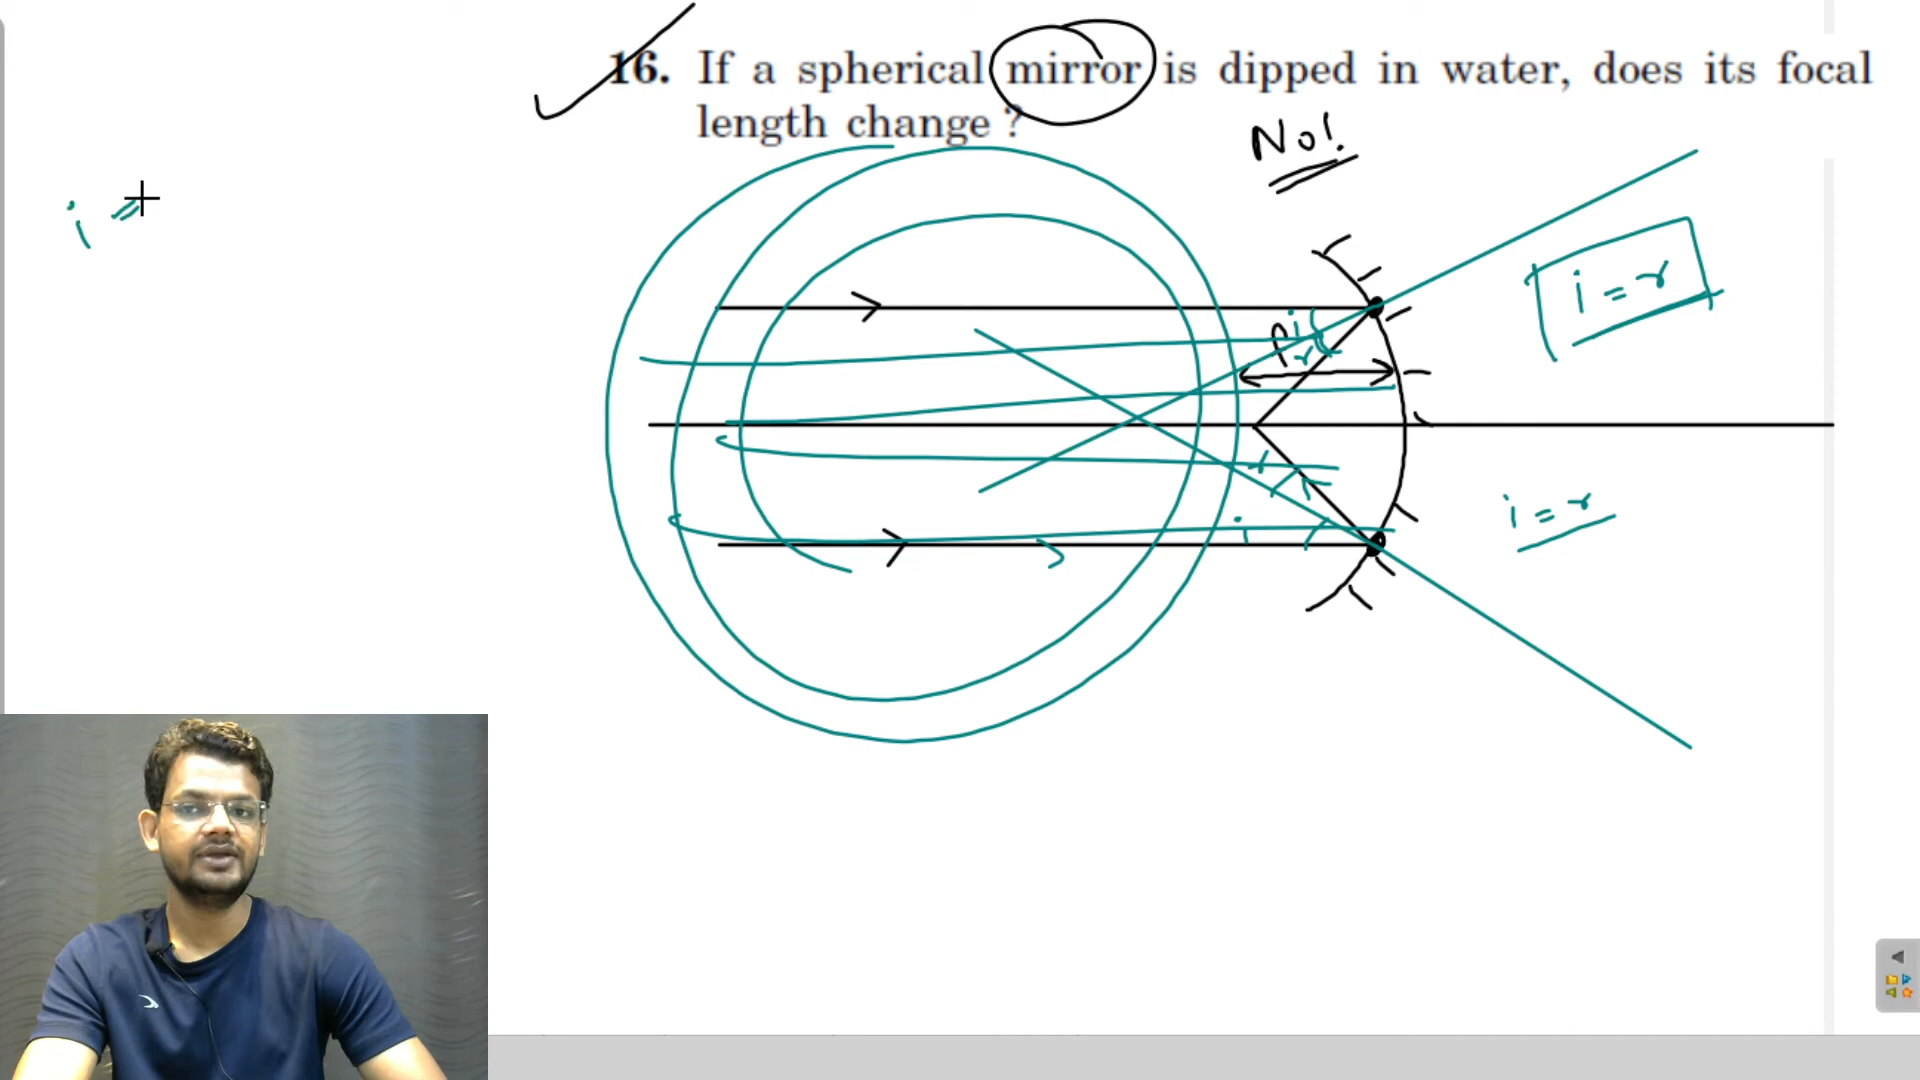 16. If a spherical mirror is dipped in water, does its focal
length change ?
No!
i =
i = r
i
r
r
i
i = r